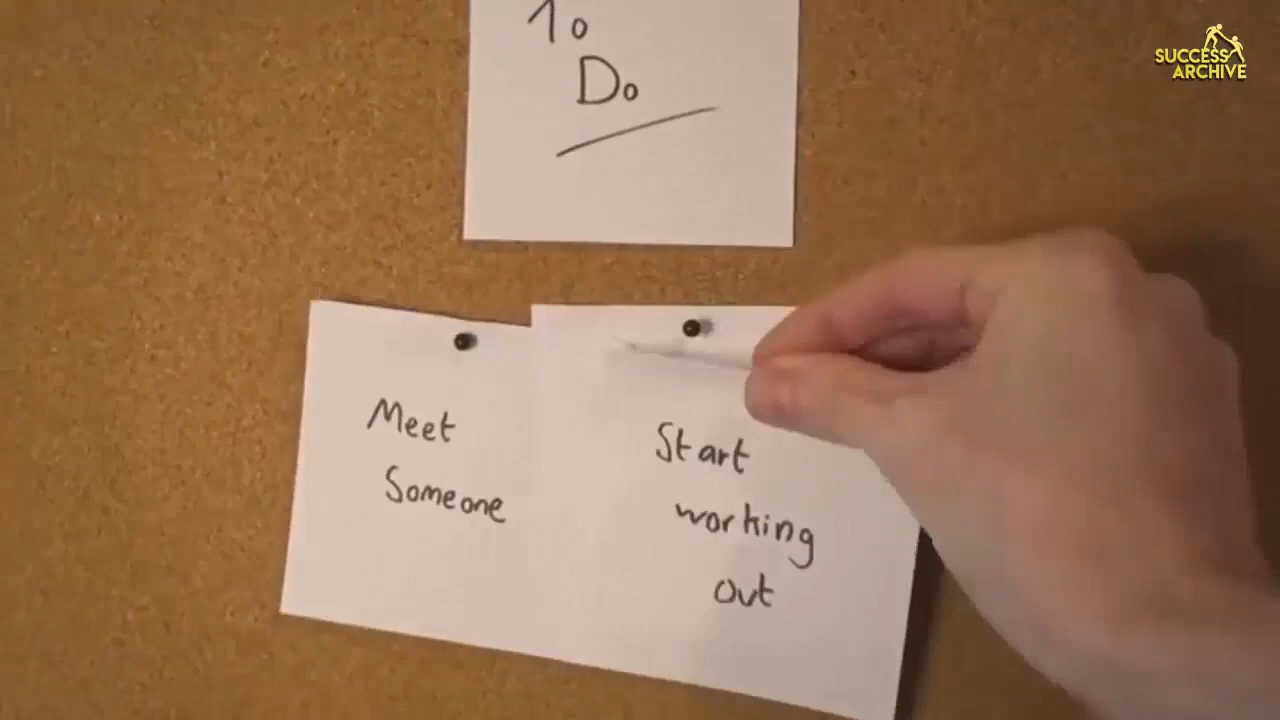 To
Do
Meet
Someone
Start
working
out
SUCCESS
ARCHIVE